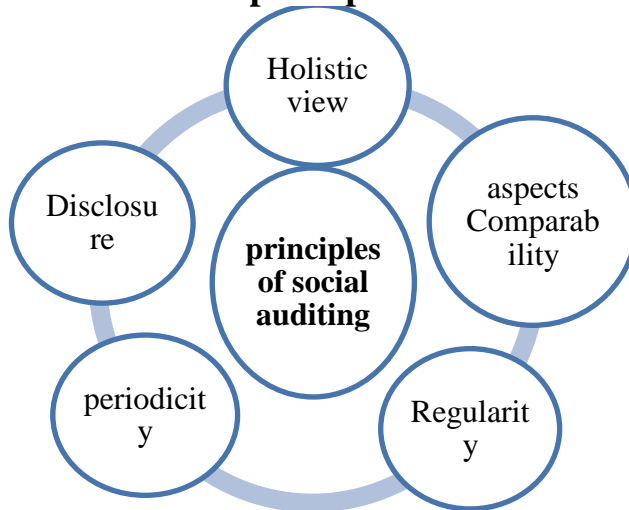 Holistic
view
aspects
Comparab
ility
Regularit
y
periodicit
y
Disclosu
re
principles
of social
auditing